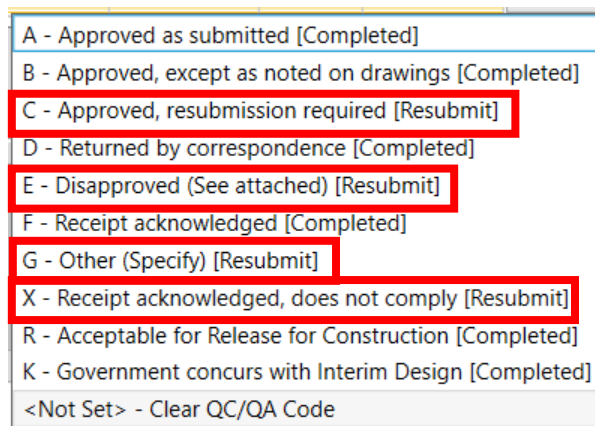 A - Approved as submitted [Completed]
B - Approved, except as noted on drawings [Completed]
C - Approved, resubmission required [Resubmit]
D - Returned by correspondence [Completed]
E - Disapproved (See attached) [Resubmit]
F - Receipt acknowledged [Completed]
G - Other (Specify) [Resubmit]
X - Receipt acknowledged, does not comply [Resubmit]
R - Acceptable for Release for Construction [Completed]
K - Government concurs with Interim Design [Completed]
<Not Set> - Clear QC/QA Code